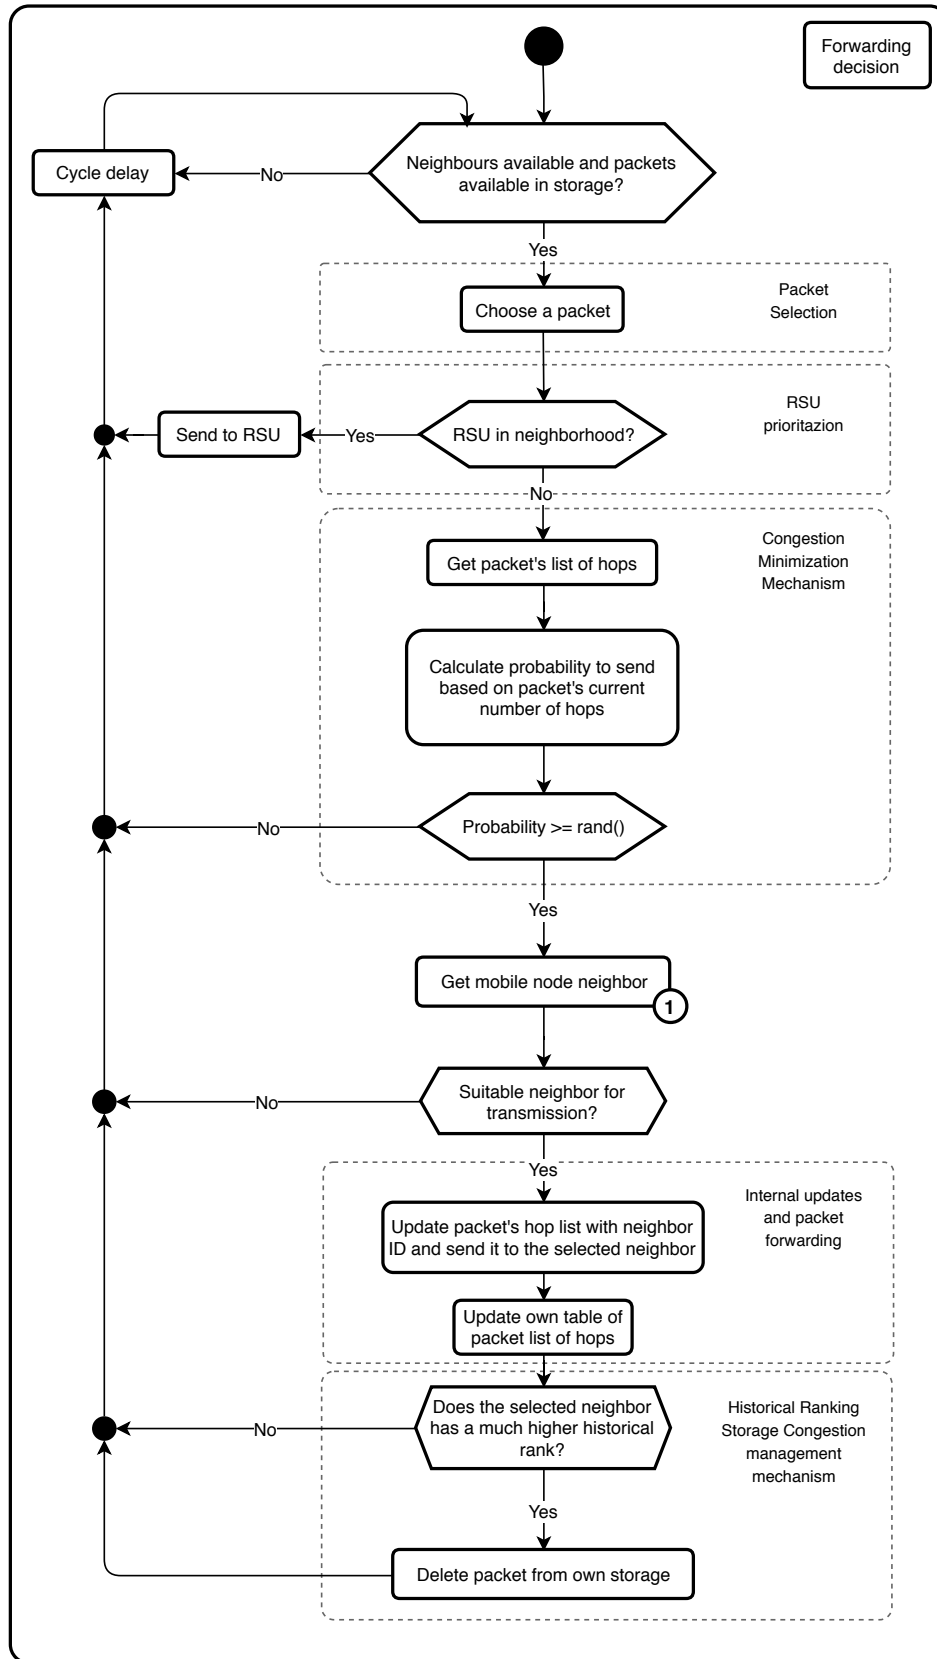 Forwarding
decision
Neighbours available and packets
available in storage?
No
Cycle delay
Yes
Packet
Selection
Choose a packet
RSU
prioritazion
RSU in neighborhood?
Yes
Send to RSU
No
Congestion
Minimization
Mechanism
Get packet's list of hops
Calculate probability to send
based on packet's current
number of hops
Probability >= rand()
No
Yes
Get mobile node neighbor
1
Suitable neighbor for
transmission?
No
Yes
Internal updates
and packet
forwarding
Update packet's hop list with neighbor
ID and send it to the selected neighbor
Update own table of
packet list of hops
Does the selected neighbor
has a much higher historical
rank?
No
Historical Ranking
Storage Congestion
management
mechanism
Yes
Delete packet from own storage